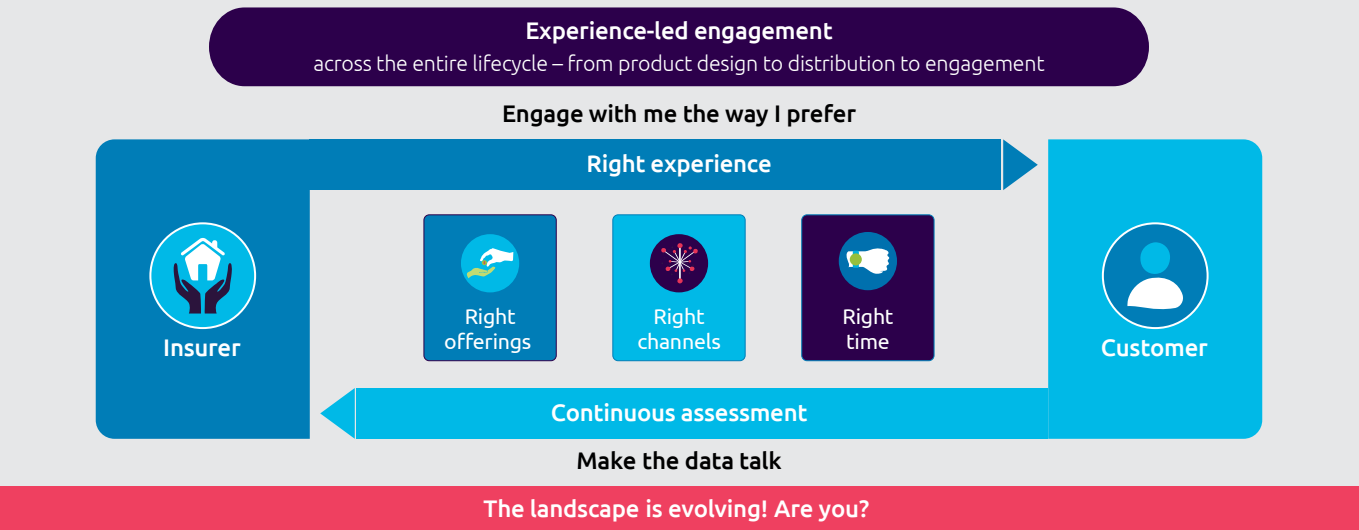 Experience-led engagement
across the entire lifecycle – from product design to distribution to engagement
Engage with me the way I prefer
Right experience
Insurer
Right
offerings
Right
channels
Right
time
Customer
Continuous assessment
Make the data talk
The landscape is evolving! Are you?